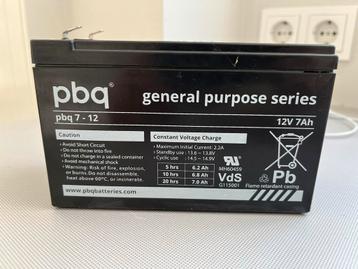 pbq®
general purpose series
pbq 7 - 12
12V 7Ah
Caution
• Avoid Short Circuit
• Do not throw into fire
• Do not charge in a sealed container
• Avoid mechanical shock
• Warning: Risk of fire, explosion,
or burns. Do not disassemble,
heat above 60°C, or incinerate.
pbqbatteries.com
Constant Voltage Charge
• Maximum Initial Current: 2.2A
• Standby use : 13.6 – 13.8V
• Cyclic use : 14.5 – 14.9V
5 hrs 6.2 Ah
10 hrs 6.8 Ah
20 hrs 7.0 Ah
MH60459
VdS
G115001
Pb
Flame retardant casing